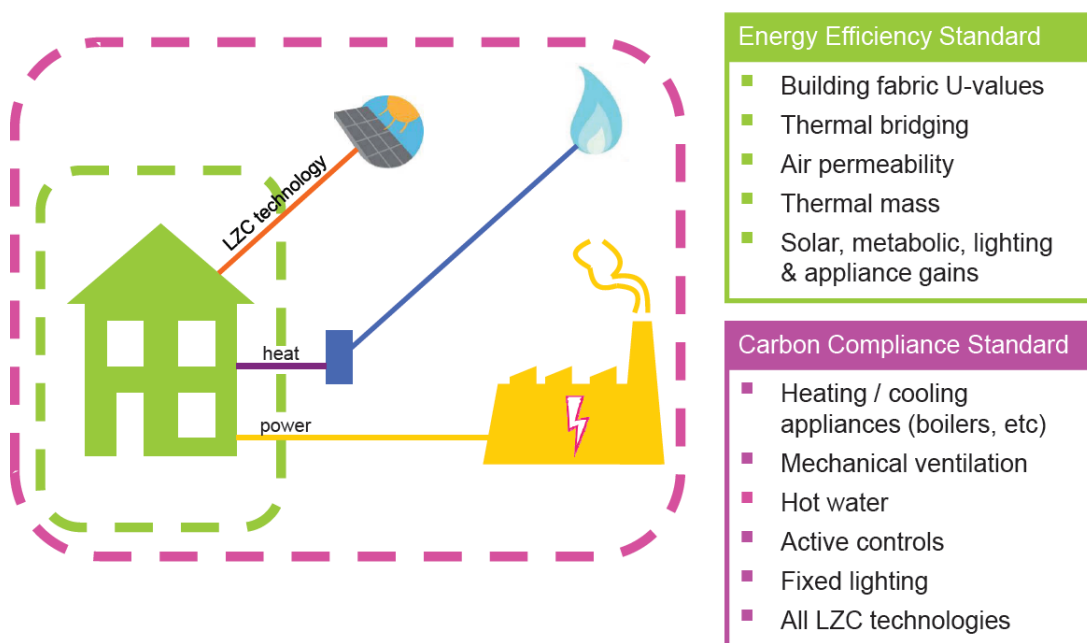 LZC technology
heat
power
Energy Efficiency Standard
Building fabric U-values
Thermal bridging
Air permeability
Thermal mass
Solar, metabolic, lighting
& appliance gains
Carbon Compliance Standard
Heating / cooling
appliances (boilers, etc)
Mechanical ventilation
Hot water
Active controls
Fixed lighting
All LZC technologies